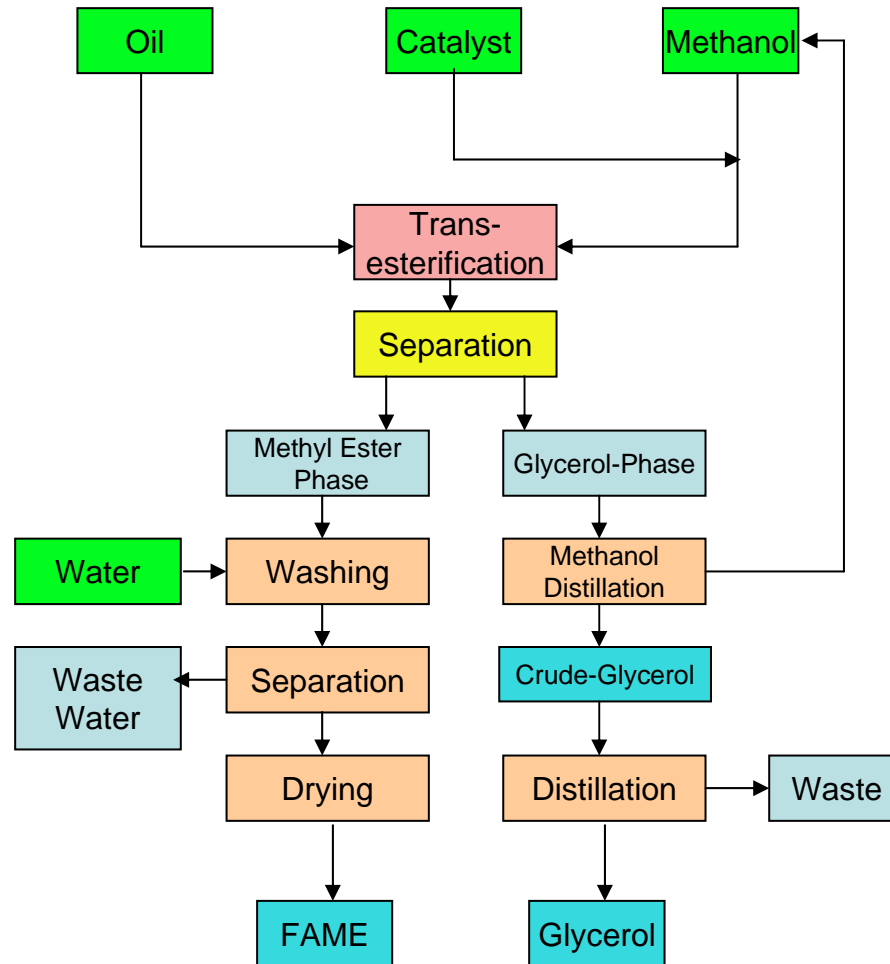 Oil
Catalyst
Methanol
Trans-
esterification
Separation
Methyl Ester
Phase
Glycerol-Phase
Water
Washing
Methanol
Distillation
Waste
Water
Separation
Crude-Glycerol
Drying
Distillation
Waste
FAME
Glycerol